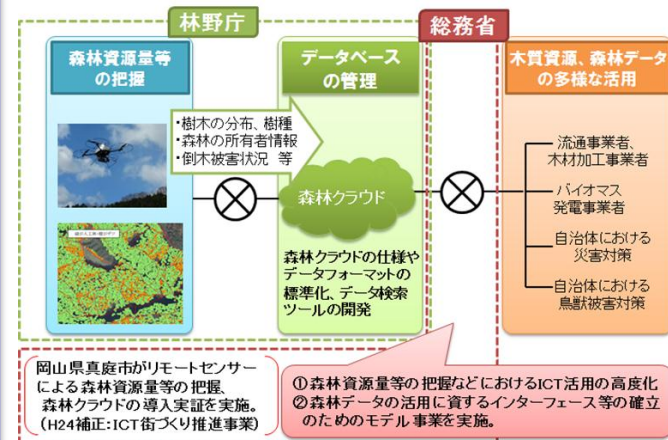 林野庁
総務省
森林資源量等
の把握
データベース
の管理
木質資源、森林データ
の多様な活用
・樹木の分布、樹種
・森林の所有者情報
・倒木被害状況 等
森林クラウド
森林クラウドの仕様や
データフォーマットの
標準化、データ検索
ツールの開発
流通事業者、
木材加工事業者
バイオマス
発電事業者
自治体における
災害対策
自治体における
鳥獣被害対策
岡山県真庭市がリモートセンサー
による森林資源量等の把握、
森林クラウドの導入実証を実施。
（H24補正：ICT街づくり推進事業）
①森林資源量等の把握などにおけるICT活用の高度化
②森林データの活用に資するインターフェース等の確立
のためのモデル事業を実施。